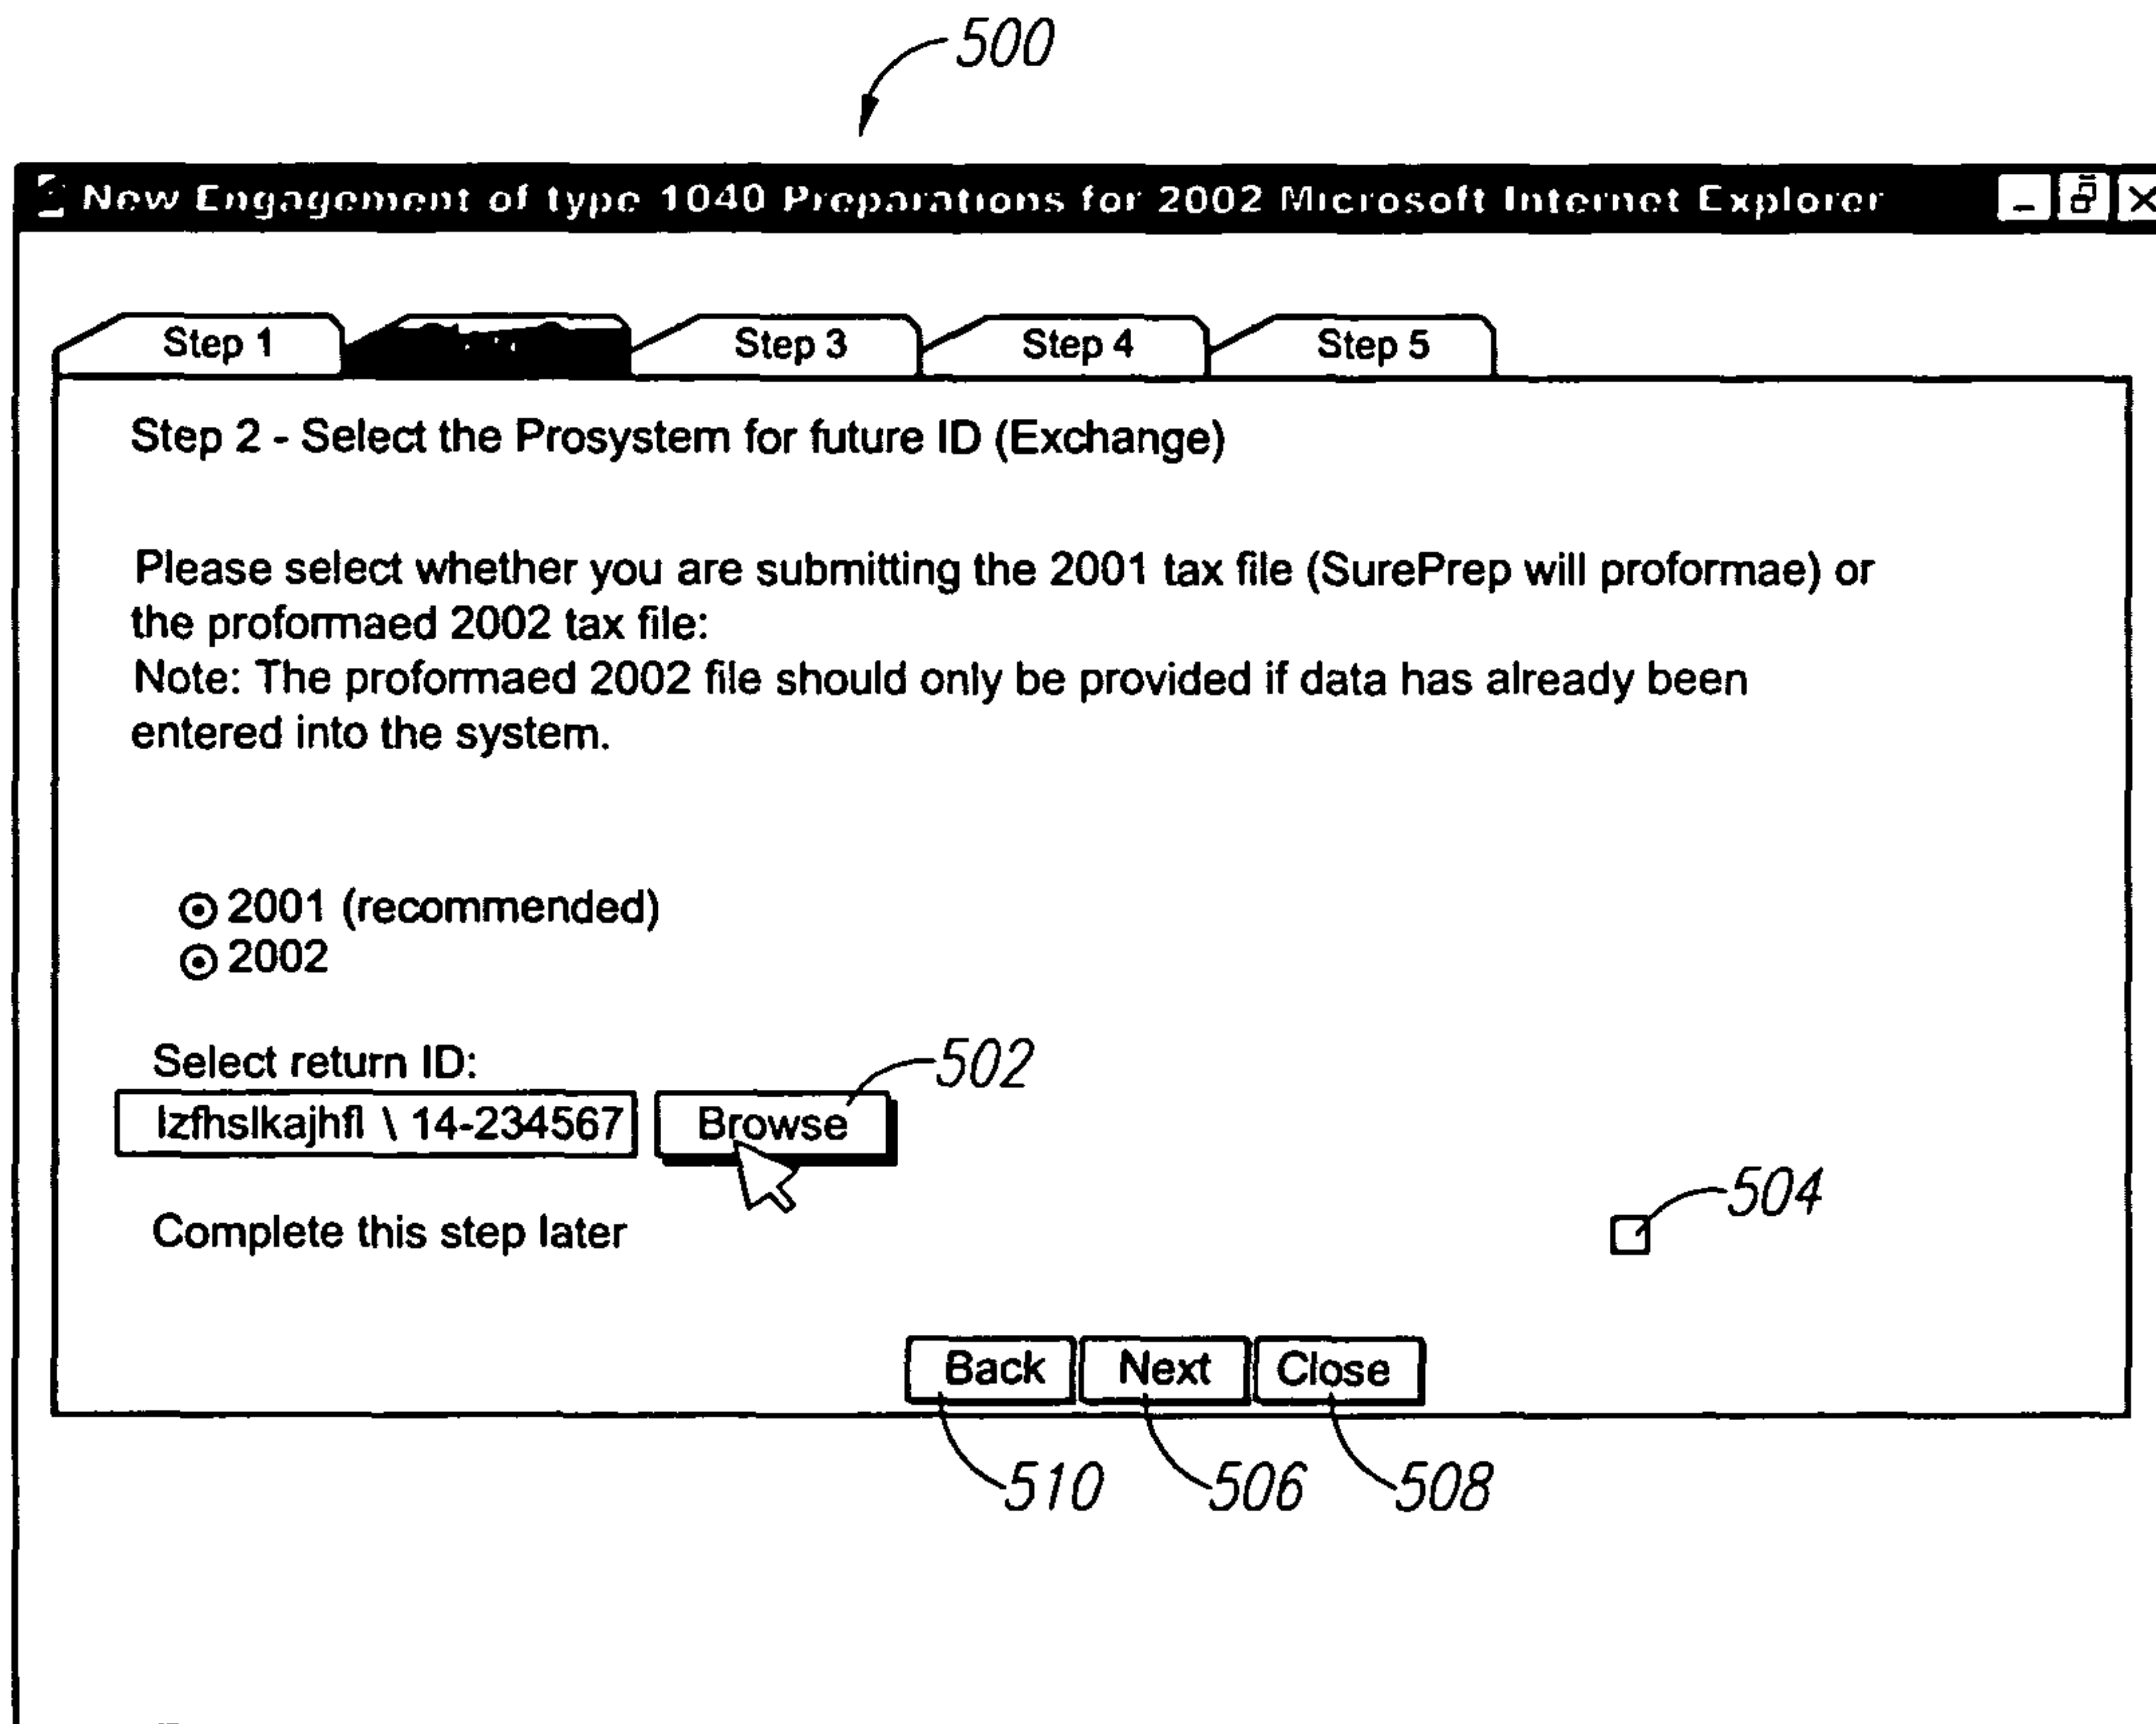 500
New Engagement of type 1040 Preparations for 2002 Microsoft Internet Explorer
Step 1 Step 3 Step 4 Step 5
Step 2 - Select the Prosystem for future ID (Exchange)
Please select whether you are submitting the 2001 tax file (SurePrep will proformae) or
the proformaed 2002 tax file:
Note: The proformaed 2002 file should only be provided if data has already been
entered into the system.
2001 (recommended)
2002
Select return ID:
502
\ 14-234567 Browse
504
Complete this step later
Back Next Close
510 506 508